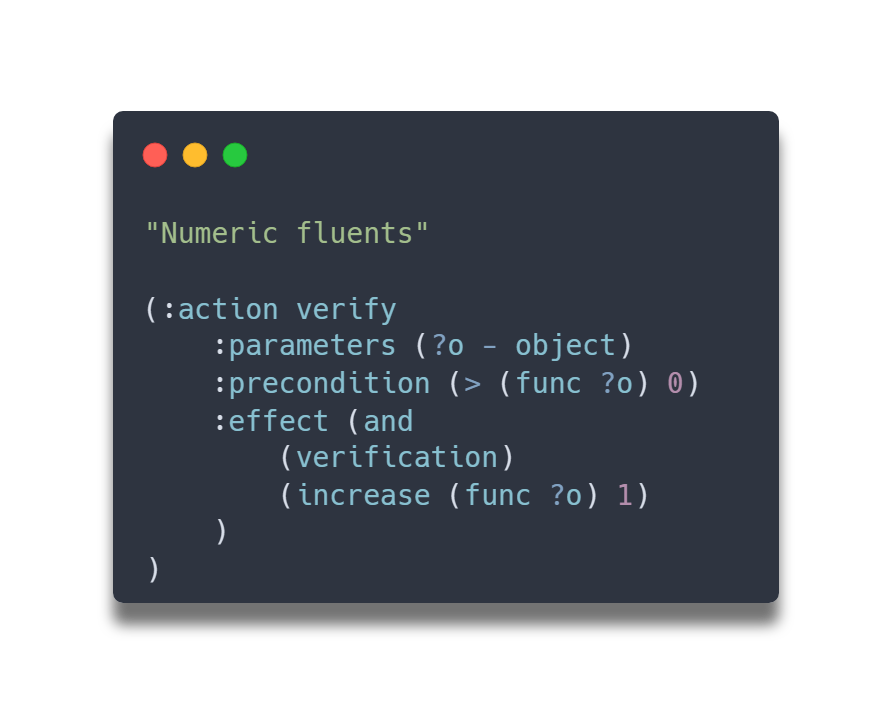 "Numeric fluents"
(:action verify
:parameters (?o - object)
:precondition (> (func ?o) 0)
:effect (and
(verification)
(increase (func ?o) 1)
)
)